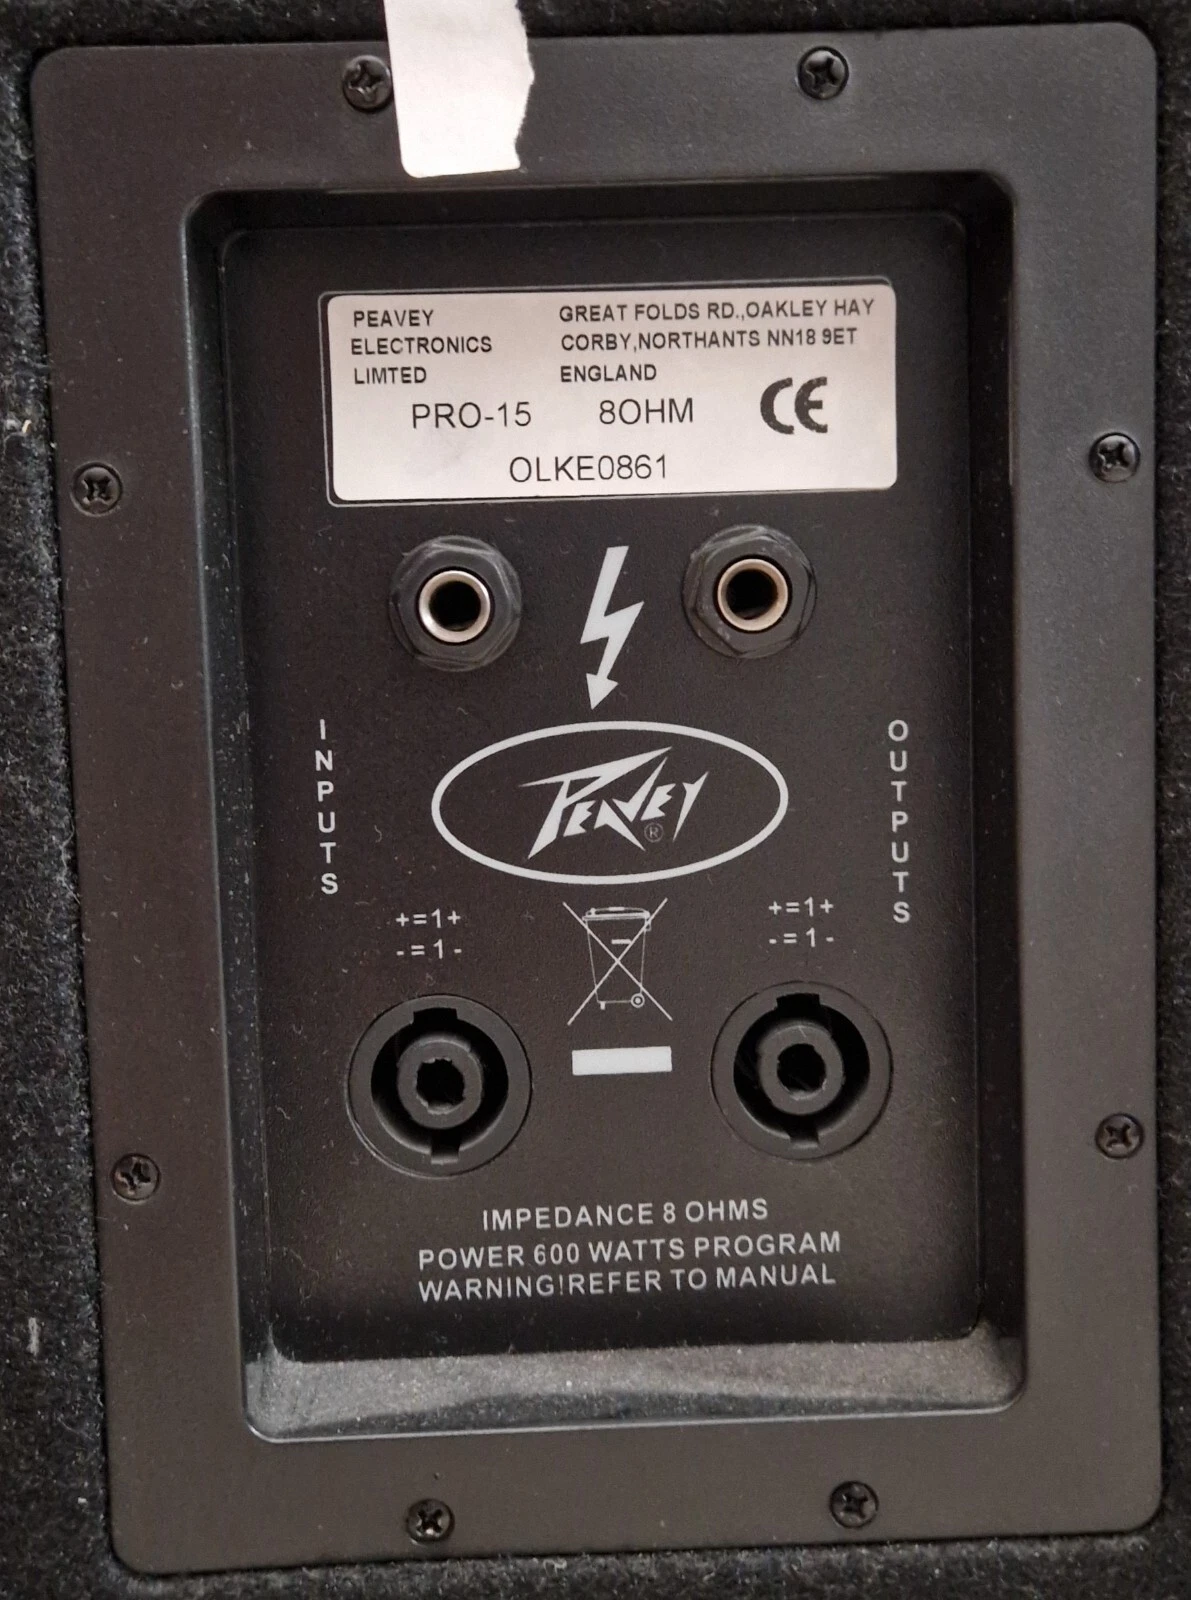 PEAVEY GREAT FOLDS RD.,OAKLEY HAY
ELECTRONICS CORBY,NORTHANTS NN18 9ET
LIMTED ENGLAND
PRO-15 8OHM CE
OLKE0861
INPUTS
OUTPUTS
PEAVEY ®
+=1+
-=1-
+=1+
-=1-
IMPEDANCE 8 OHMS
POWER 600 WATTS PROGRAM
WARNING!REFER TO MANUAL